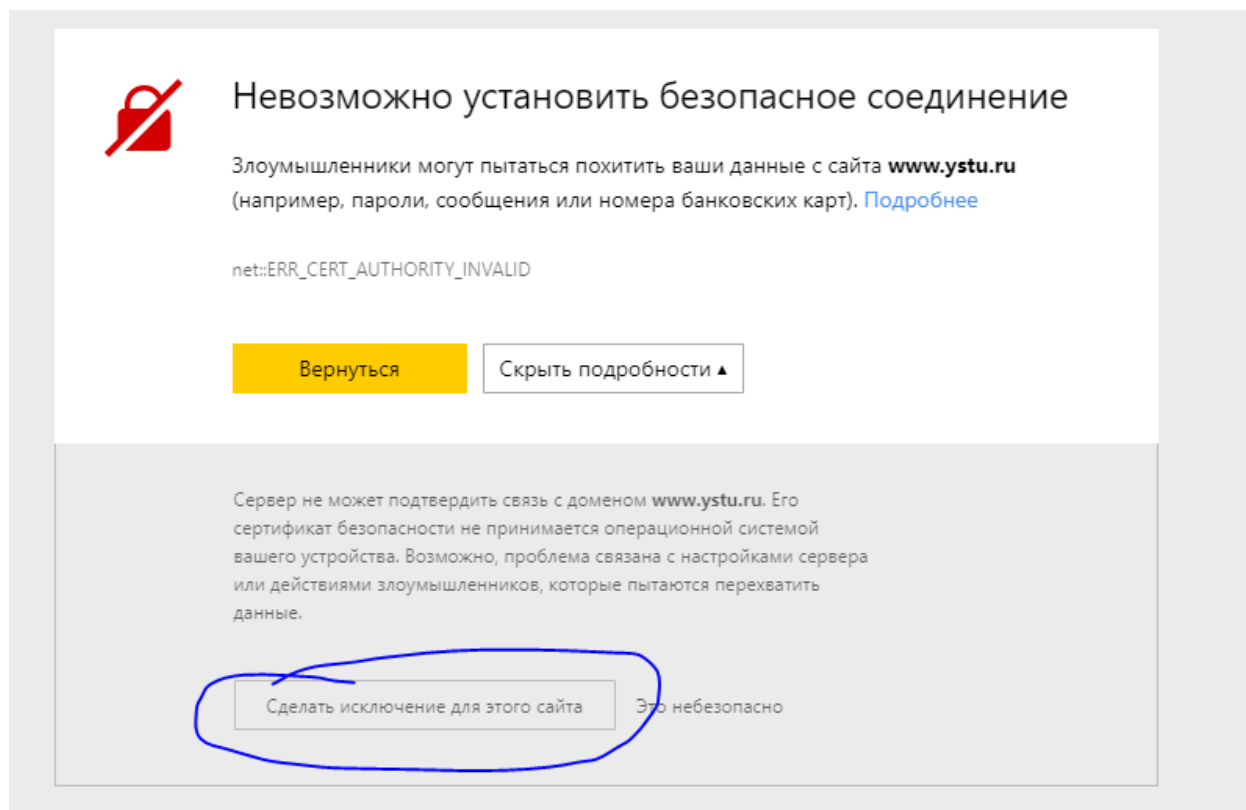 Невозможно установить безопасное соединение
Злоумышленники могут пытаться похитить ваши данные с сайта www.ystu.ru
(например, пароли, сообщения или номера банковских карт). Подробнее
net::ERR_CERT_AUTHORITY_INVALID
Вернуться
Скрыть подробности ▲
Сервер не может подтвердить связь с доменом www.ystu.ru. Его
сертификат безопасности не принимается операционной системой
вашего устройства. Возможно, проблема связана с настройками сервера
или действиями злоумышленников, которые пытаются перехватить
данные.
Сделать исключение для этого сайта
Это небезопасно